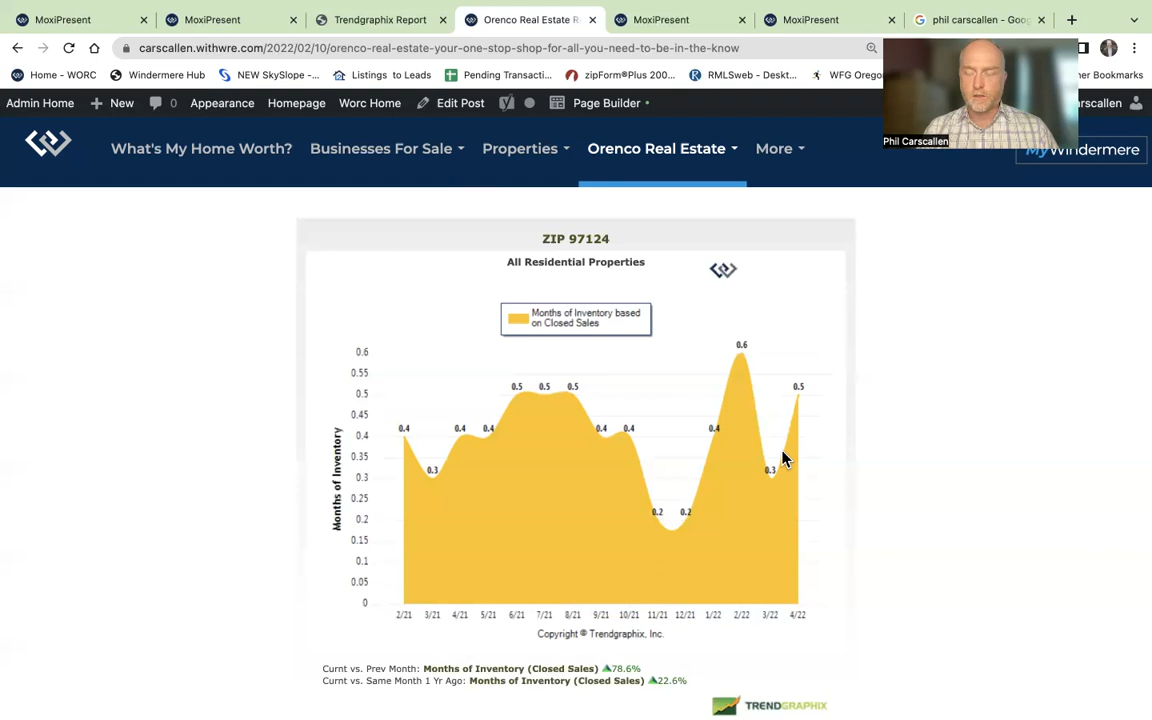 MoxiPresent
MoxiPresent
Trendgraphix Report
Orenco Real Estate R
MoxiPresent
MoxiPresent
phil carscallen - Goog
carscallen.withwre.com/2022/02/10/orenco-real-estate-your-one-stop-shop-for-all-you-need-to-be-in-the-know
Home - WORC
Windermere Hub
NEW SkySlope -...
Listings to Leads
Pending Transacti...
zipForm®Plus 200...
RMLSweb - Deskt...
WFG Orego
her Bookmarks
Admin Home
New
0
Appearance
Homepage
Worc Home
Edit Post
Page Builder
arscallen
Phil Carscallen
What's My Home Worth?
Businesses For Sale
Properties
Orenco Real Estate
More
MyWindermere
ZIP 97124
All Residential Properties
Months of Inventory based
on Closed Sales
Months of Inventory
0.6
0.55
0.5
0.45
0.4
0.35
0.3
0.25
0.2
0.15
0.1
0.05
0
0.4
0.3
0.4
0.4
0.5
0.5
0.5
0.4
0.4
0.2
0.2
0.4
0.6
0.3
0.5
2/21 3/21 4/21 5/21 6/21 7/21 8/21 9/21 10/21 11/21 12/21 1/22 2/22 3/22 4/22
Copyright ® Trendgraphix, Inc.
Curnt vs. Prev Month: Months of Inventory (Closed Sales) 78.6%
Curnt vs. Same Month 1 Yr Ago: Months of Inventory (Closed Sales) 22.6%
TRENDGRAPHIX